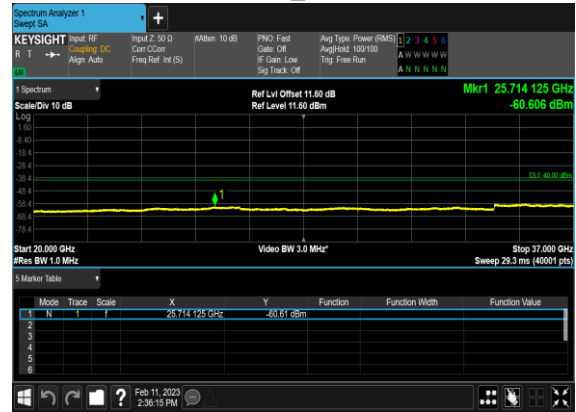 Spectrum Analyzer 1
Swept SA
+
KEYSIGHT Input: RF Input Z: 50 Ω #Atten: 10 dB PNO: Fast Avg Type: Power (RMS) 1 2 3 4 5 6
R T Coupling: DC Corr CCorr Gate: Off Avg|Hold: 100/100 A W W W W W
Align: Auto Freq Ref: Int (S) IF Gain: Low Trig: Free Run A N N N N N
Sig Track: Off
LXI
1 Spectrum Ref Lvl Offset 11.60 dB Mkr1 25.714 125 GHz
Scale/Div 10 dB Ref Level 11.60 dBm -60.606 dBm
Log
1.60
-8.40
-18.4
-28.4
-38.4 DL1 -40.00 dBm
-48.4 1
-58.4
-68.4
-78.4
Start 20.000 GHz Video BW 3.0 MHz* Stop 37.000 GHz
#Res BW 1.0 MHz Sweep 29.3 ms (40001 pts)
5 Marker Table
Mode Trace Scale X Y Function Function Width Function Value
1 N 1 f 25.714 125 GHz -60.61 dBm
2
3
4
5
6
? Feb 11, 2023
2:36:15 PM